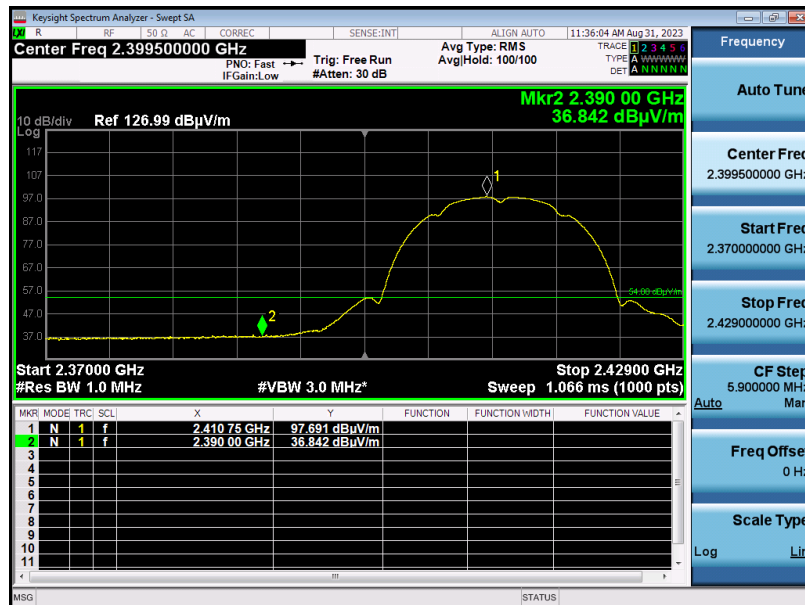 Keysight Spectrum Analyzer - Swept SA
LXI R RF 50 Ω AC CORREC SENSE:INT ALIGN AUTO 11:36:04 AM Aug 31, 2023
Center Freq 2.399500000 GHz
PNO: Fast
IFGain:Low
Trig: Free Run
#Atten: 30 dB
Avg Type: RMS
Avg|Hold: 100/100
TRACE 1 2 3 4 5 6
TYPE A WWWWW
DET A N N N N N
Mkr2 2.390 00 GHz
36.842 dBµV/m
10 dB/div Ref 126.99 dBµV/m
Log
117
107
97.0
87.0
77.0
67.0
57.0
47.0
37.0
1
2
54.00 dBµV/m
Start 2.37000 GHz Stop 2.42900 GHz
#Res BW 1.0 MHz #VBW 3.0 MHz* Sweep 1.066 ms (1000 pts)
MKR MODE TRC SCL X Y FUNCTION FUNCTION WIDTH FUNCTION VALUE
1 N 1 f 2.410 75 GHz 97.691 dBµV/m
2 N 1 f 2.390 00 GHz 36.842 dBµV/m
3
4
5
6
7
8
9
10
11
MSG STATUS
Frequency
Auto Tune
Center Freq
2.399500000 GHz
Start Freq
2.370000000 GHz
Stop Freq
2.429000000 GHz
CF Step
5.900000 MHz
Auto Man
Freq Offset
0 Hz
Scale Type
Log Lin